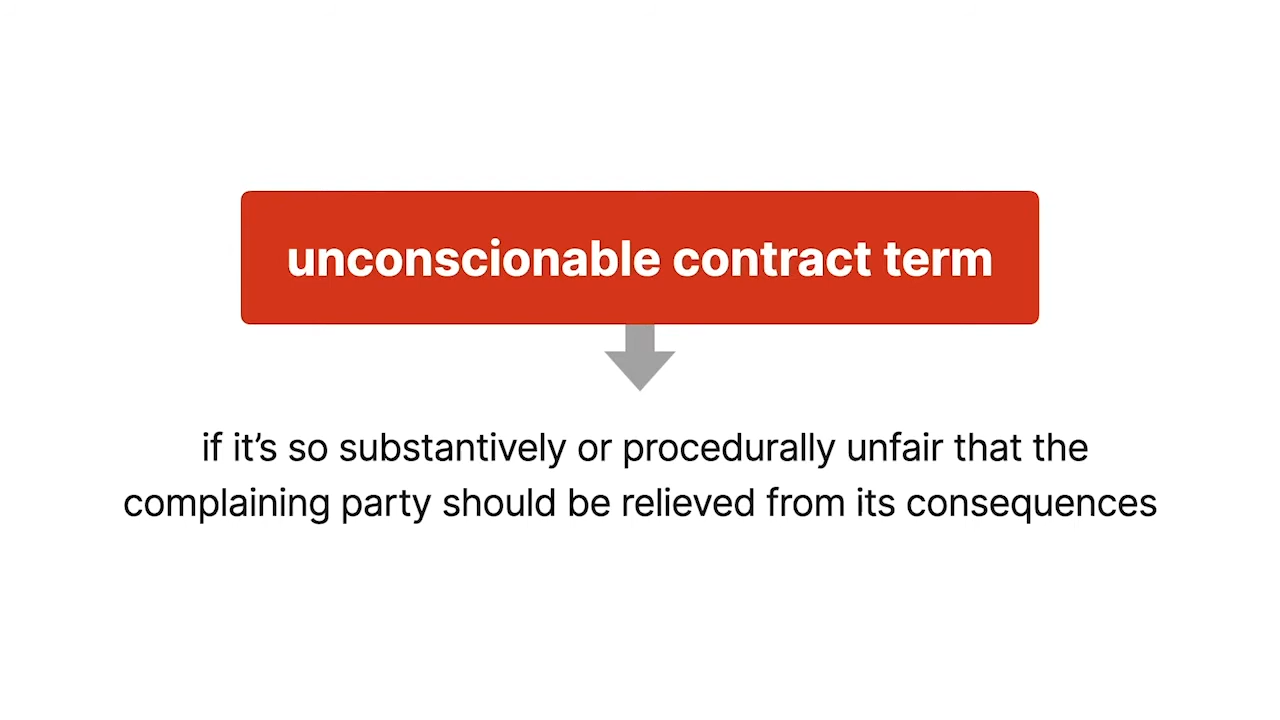 unconscionable contract term
if it’s so substantively or procedurally unfair that the
complaining party should be relieved from its consequences